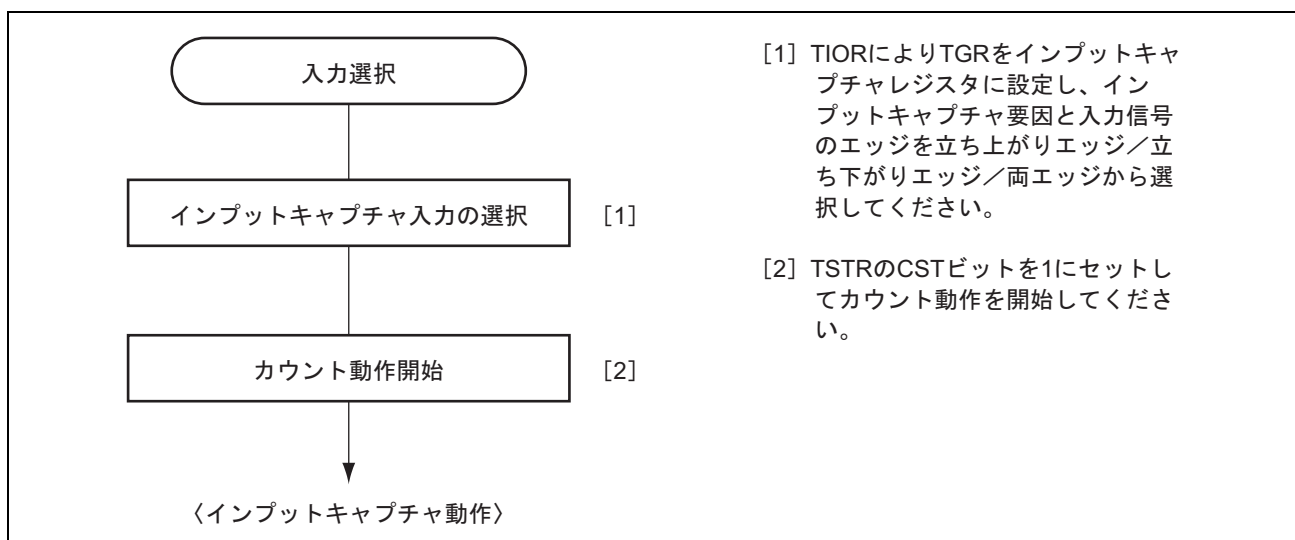 入力選択
インプットキャプチャ入力の選択 [1]
カウント動作開始 [2]
〈インプットキャプチャ動作〉
[1] TIORによりTGRをインプットキャ
プチャレジスタに設定し、イン
プットキャプチャ要因と入力信号
のエッジを立ち上がりエッジ／立
ち下がりエッジ／両エッジから選
択してください。
[2] TSTRのCSTビットを1にセットし
てカウント動作を開始してくださ
い。